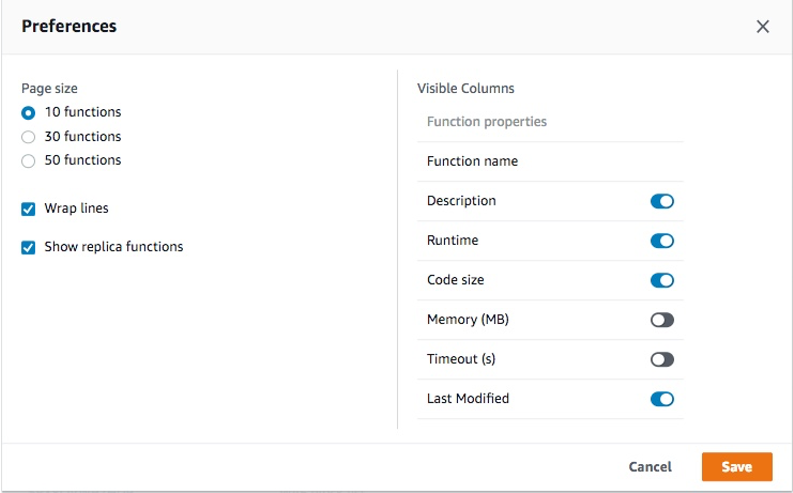 Preferences
Page size
10 functions
30 functions
50 functions
Wrap lines
Show replica functions
Visible Columns
Function properties
Function name
Description
Runtime
Code size
Memory (MB)
Timeout (s)
Last Modified
Cancel
Save